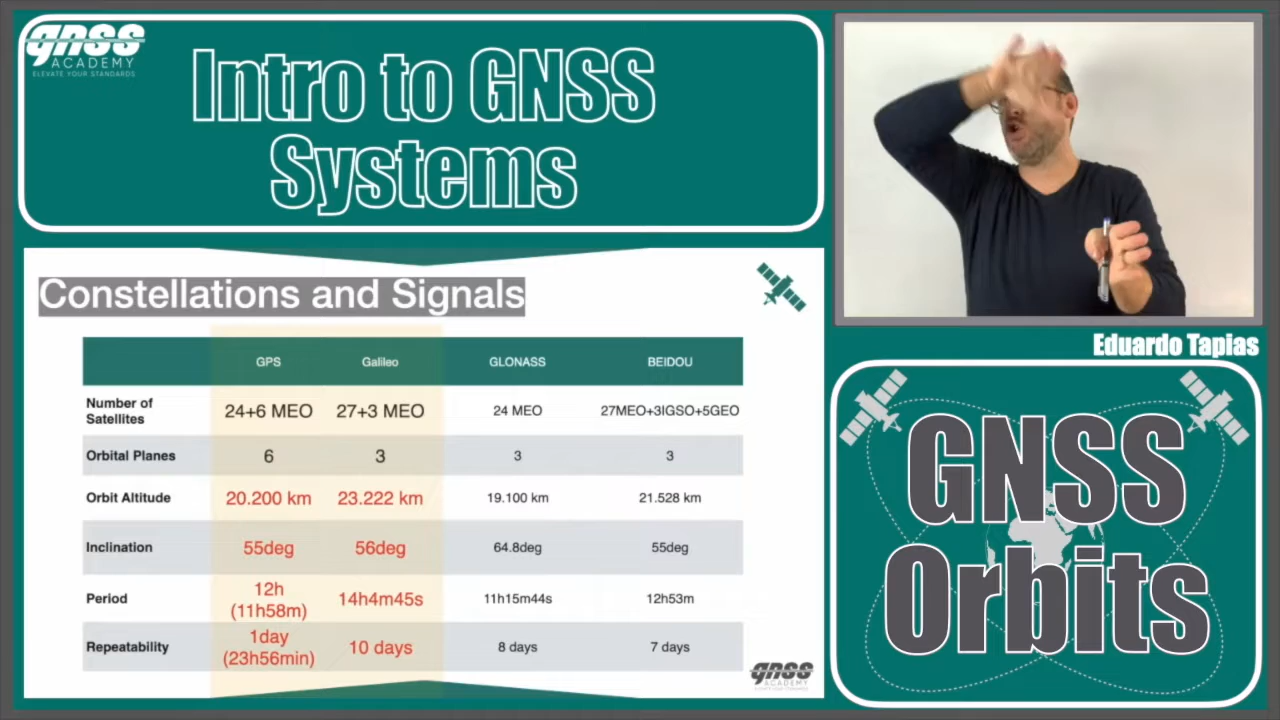 gnss
ACADEMY
ELEVATE YOUR STANDARDS
Intro to GNSS
Systems
Constellations and Signals
GPS Galileo GLONASS BEIDOU
Number of Satellites 24+6 MEO 27+3 MEO 24 MEO 27MEO+3IGSO+5GEO
Orbital Planes 6 3 3 3
Orbit Altitude 20.200 km 23.222 km 19.100 km 21.528 km
Inclination 55deg 56deg 64.8deg 55deg
Period 12h (11h58m) 14h4m45s 11h15m44s 12h53m
Repeatability 1day (23h56min) 10 days 8 days 7 days
gnss
ACADEMY
ELEVATE YOUR STANDARDS
Eduardo Tapias
GNSS
Orbits